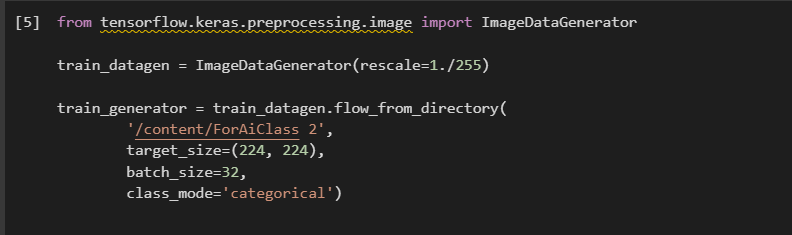 [5] from tensorflow.keras.preprocessing.image import ImageDataGenerator
train_datagen = ImageDataGenerator(rescale=1./255)
train_generator = train_datagen.flow_from_directory(
'/content/ForAiClass 2',
target_size=(224, 224),
batch_size=32,
class_mode='categorical')